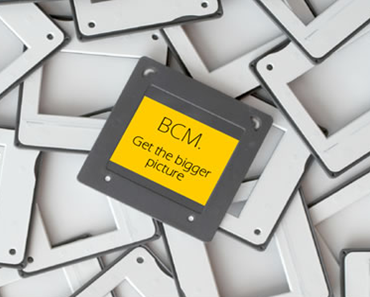 BCM.
Get the bigger
picture